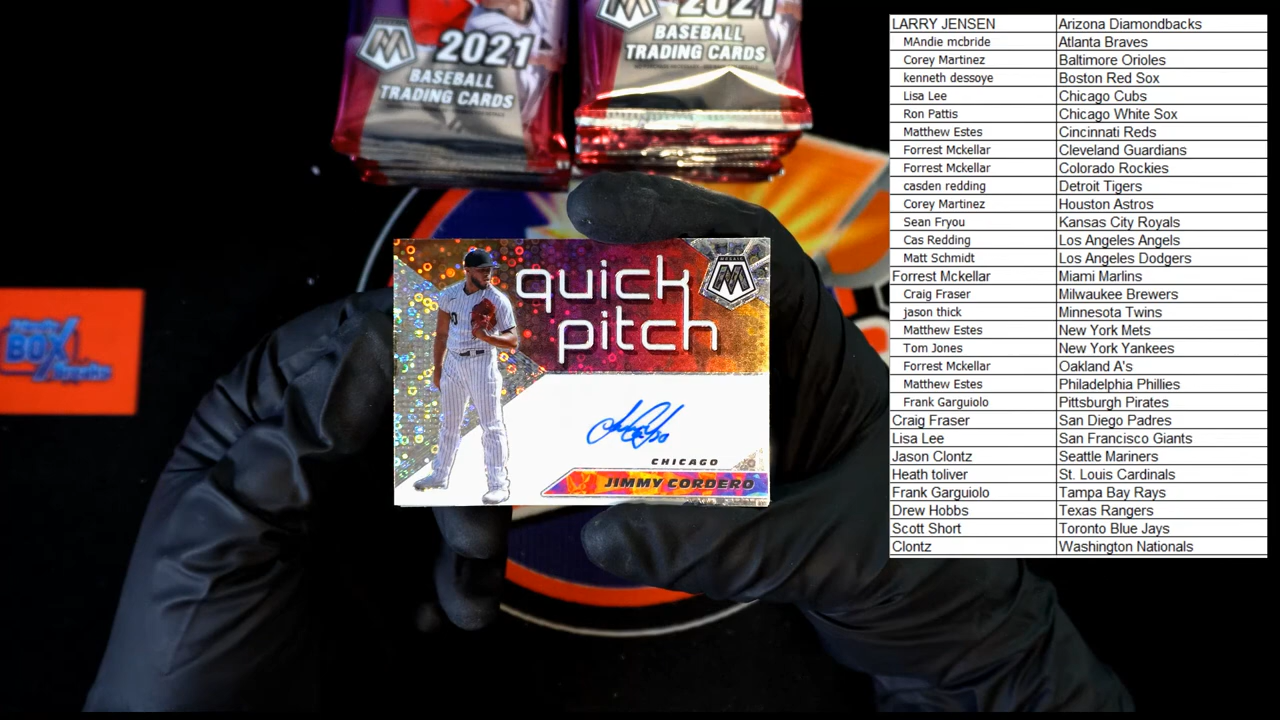 2021
BASEBALL
TRADING CARDS
2021
BASEBALL
TRADING CARDS
BOX
quick
pitch
MOSAIC
CHICAGO
JIMMY CORDERO
LARRY JENSEN Arizona Diamondbacks
MAndie mcbride Atlanta Braves
Corey Martinez Baltimore Orioles
kenneth dessoye Boston Red Sox
Lisa Lee Chicago Cubs
Ron Pattis Chicago White Sox
Matthew Estes Cincinnati Reds
Forrest Mckellar Cleveland Guardians
Forrest Mckellar Colorado Rockies
casden redding Detroit Tigers
Corey Martinez Houston Astros
Sean Fryou Kansas City Royals
Cas Redding Los Angeles Angels
Matt Schmidt Los Angeles Dodgers
Forrest Mckellar Miami Marlins
Craig Fraser Milwaukee Brewers
jason thick Minnesota Twins
Matthew Estes New York Mets
Tom Jones New York Yankees
Forrest Mckellar Oakland A's
Matthew Estes Philadelphia Phillies
Frank Garguiolo Pittsburgh Pirates
Craig Fraser San Diego Padres
Lisa Lee San Francisco Giants
Jason Clontz Seattle Mariners
Heath toliver St. Louis Cardinals
Frank Garguiolo Tampa Bay Rays
Drew Hobbs Texas Rangers
Scott Short Toronto Blue Jays
Clontz Washington Nationals